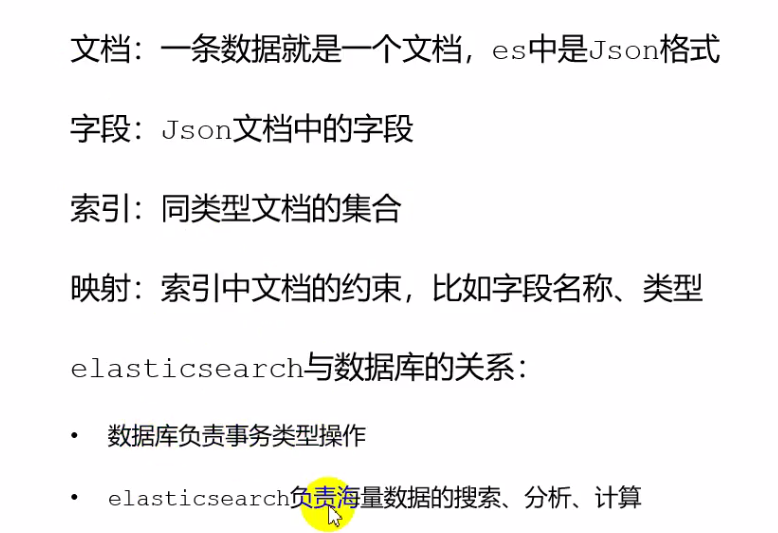 文档：一条数据就是一个文档，es中是Json格式
字段：Json文档中的字段
索引：同类型文档的集合
映射：索引中文档的约束，比如字段名称、类型
elasticsearch与数据库的关系：
• 数据库负责事务类型操作
• elasticsearch负责海量数据的搜索、分析、计算